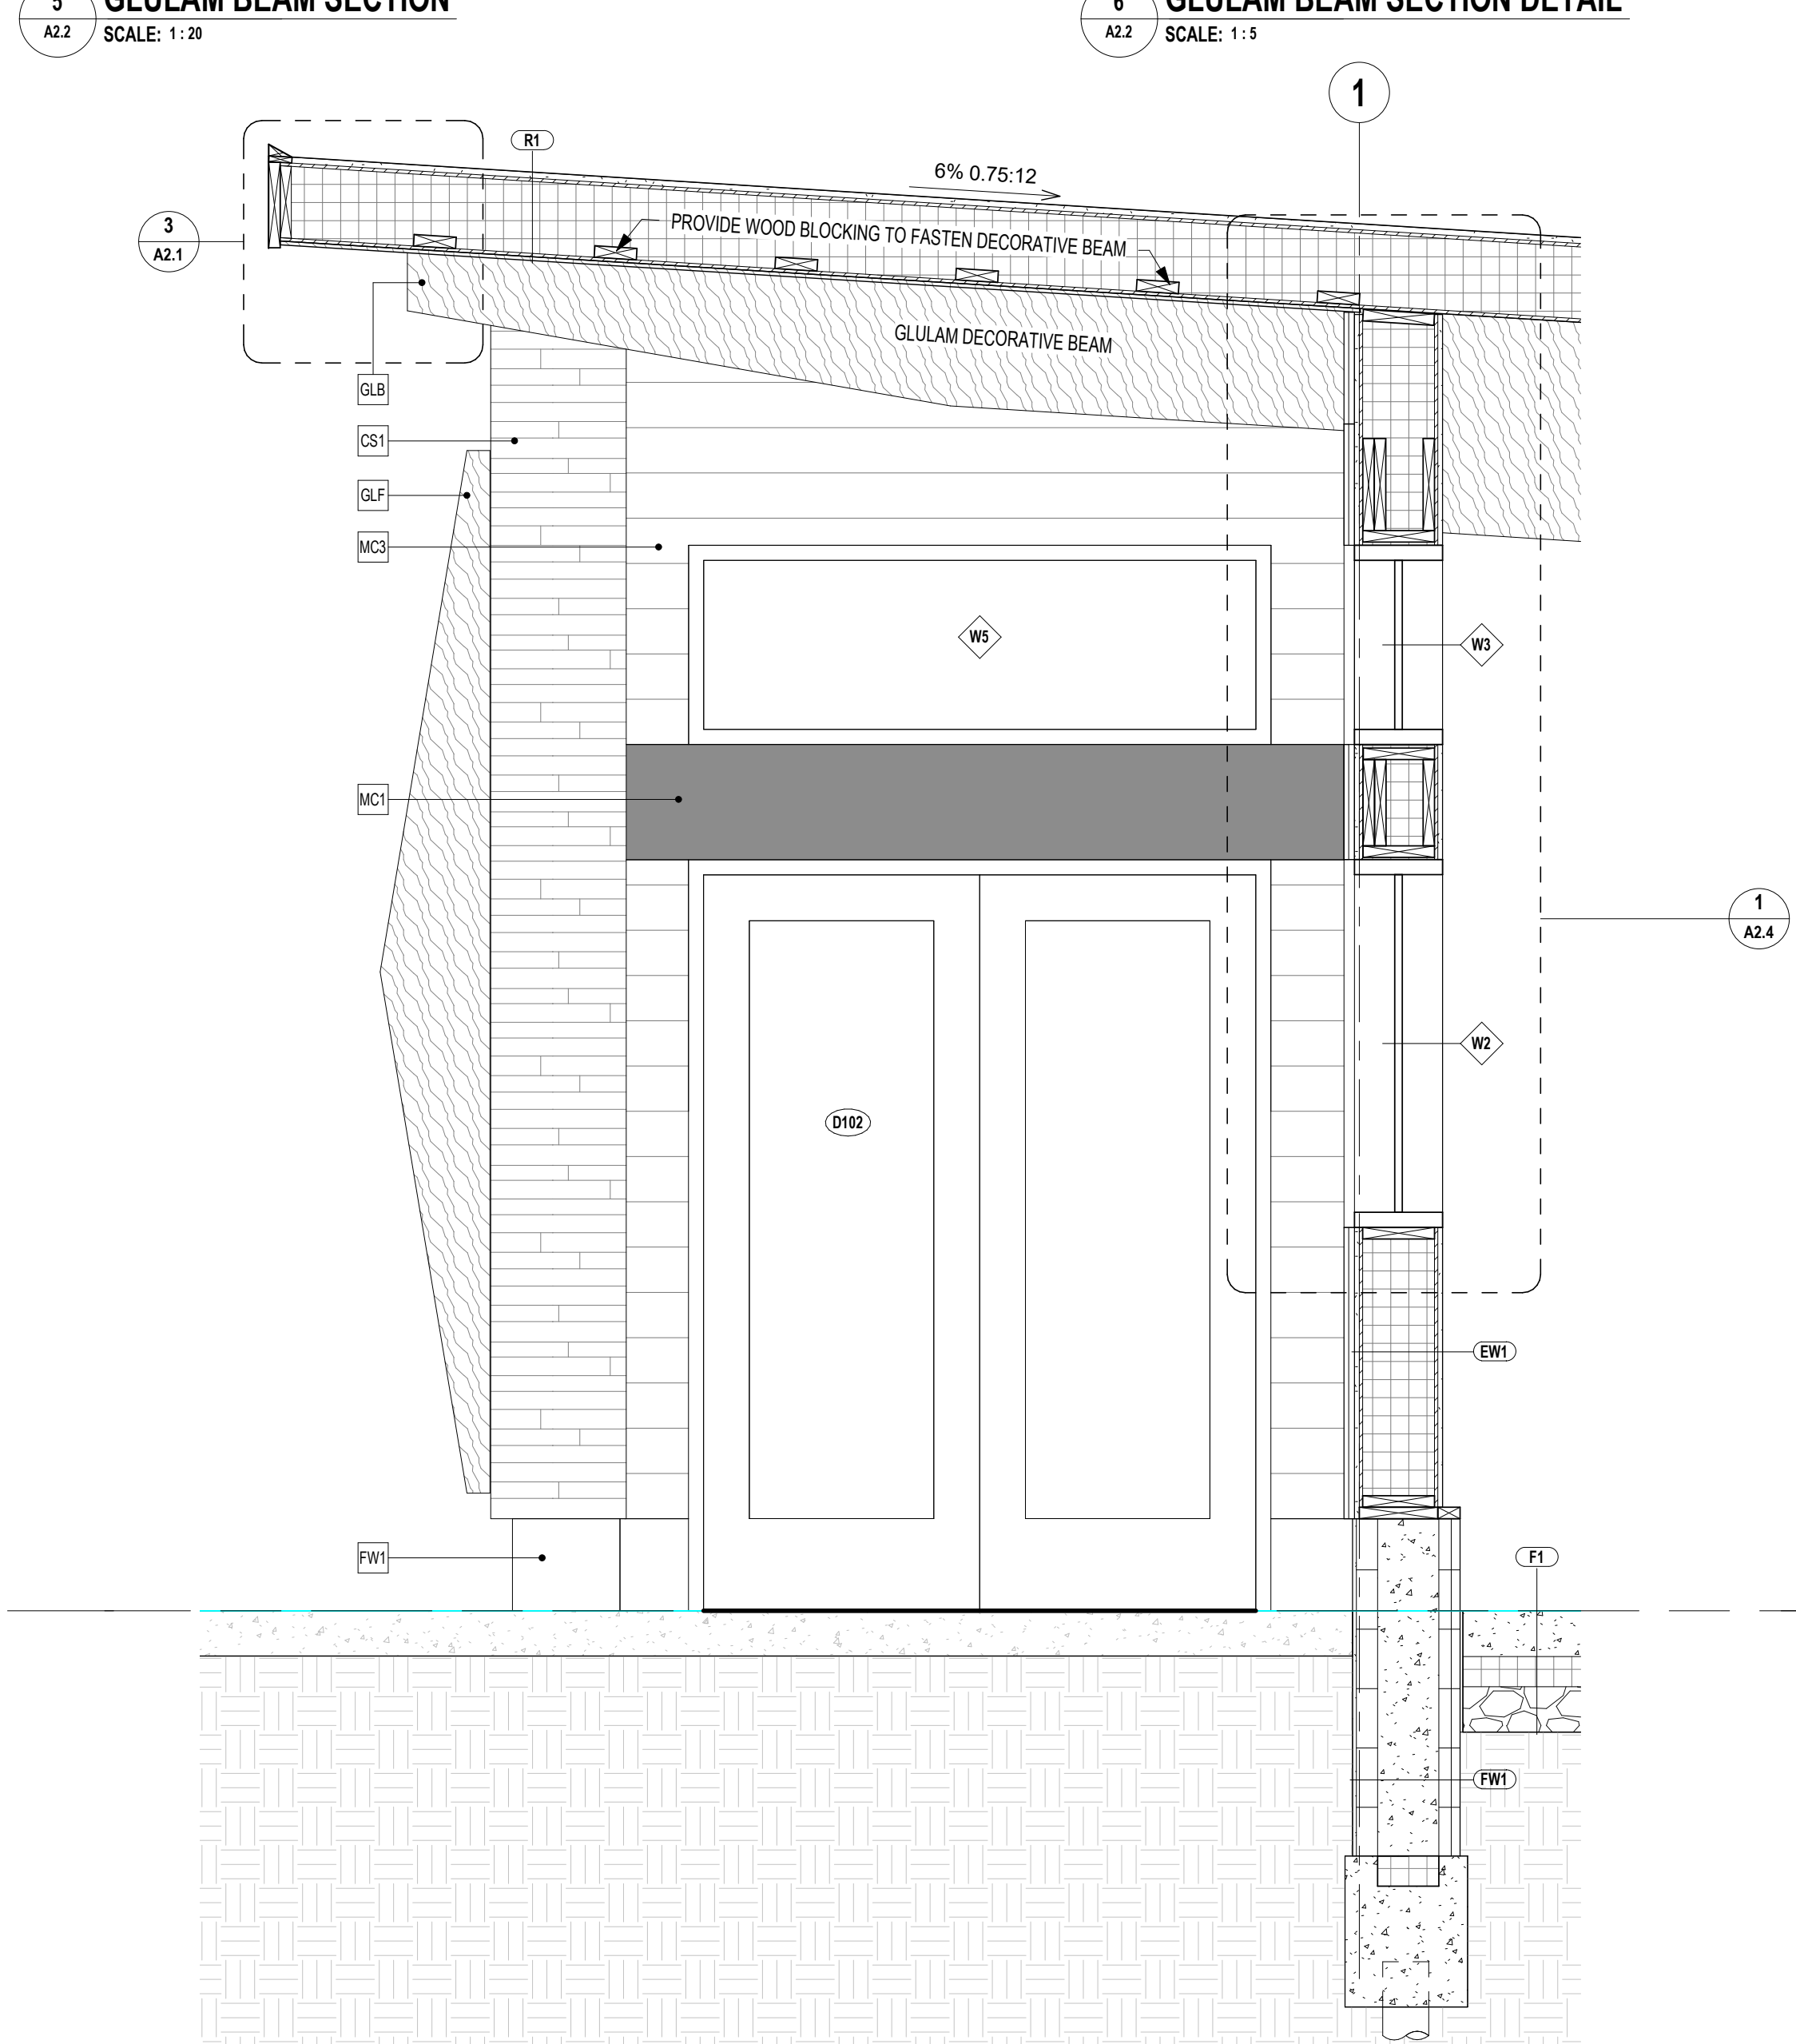 5
GLULAM BEAM SECTION
A2.2
SCALE: 1 : 20
6
GLULAM BEAM SECTION DETAIL
A2.2
SCALE: 1 : 5
1
R1
6% 0.75:12
3
A2.1
PROVIDE WOOD BLOCKING TO FASTEN DECORATIVE BEAM
GLULAM DECORATIVE BEAM
GLB
CS1
GLF
MC3
W5
W3
MC1
1
A2.4
W2
D102
EW1
FW1
F1
FW1